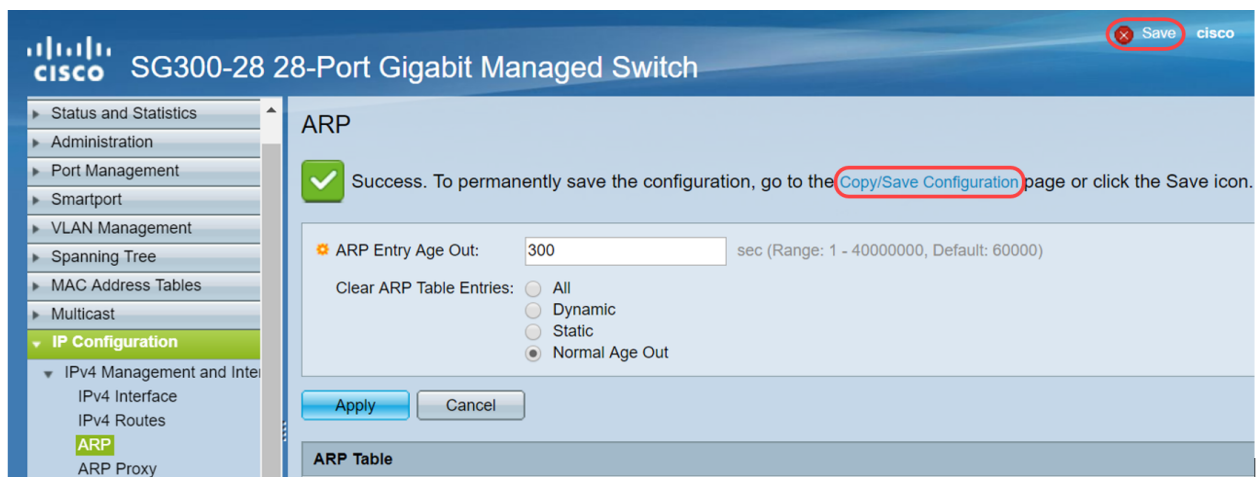 Save cisco
CISCO SG300-28 28-Port Gigabit Managed Switch
Status and Statistics
Administration
Port Management
Smartport
VLAN Management
Spanning Tree
MAC Address Tables
Multicast
IP Configuration
IPv4 Management and Inter
IPv4 Interface
IPv4 Routes
ARP
ARP Proxy
ARP
Success. To permanently save the configuration, go to the Copy/Save Configuration page or click the Save icon.
ARP Entry Age Out: 300 sec (Range: 1 - 40000000, Default: 60000)
Clear ARP Table Entries: All
Dynamic
Static
Normal Age Out
Apply Cancel
ARP Table